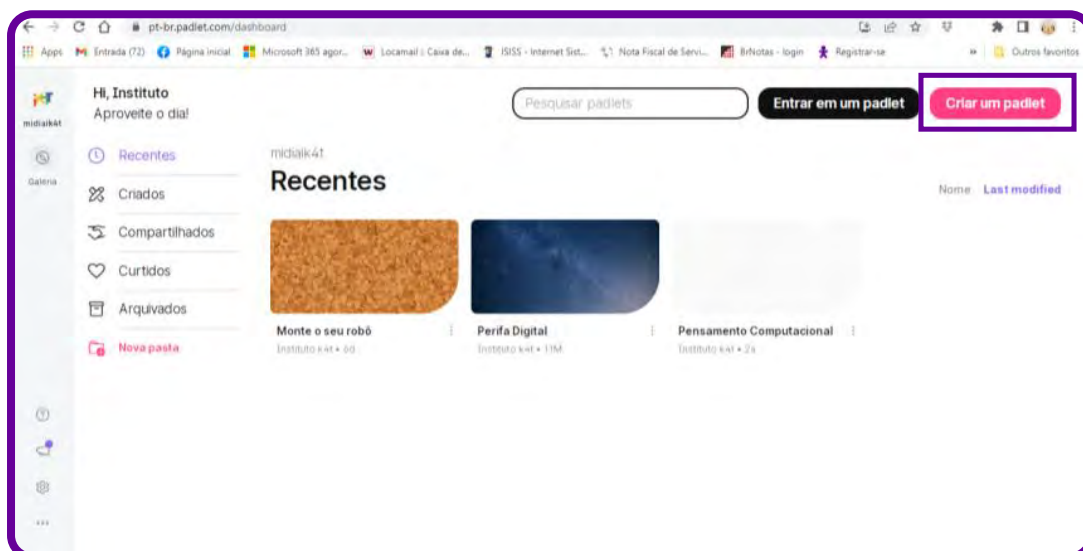 pt-br.padlet.com/dashboard
Apps Entrada (72) Página inicial Microsoft 365 agor... Locamail :: Caixa de... ISISS - Internet Sist... Nota Fiscal de Servi... BrNotas - login Registrar-se » Outros favoritos
Hi, Instituto
Aproveite o dia!
Pesquisar padlets
Entrar em um padlet
Criar um padlet
midiaik4t
Galeria
Recentes
Criados
Compartilhados
Curtidos
Arquivados
Nova pasta
midiaik4t
Recentes
Nome Last modified
Monte o seu robô
Instituto k4t • 6d
Perifa Digital
Instituto k4t • 11M
Pensamento Computacional
Instituto k4t • 2a